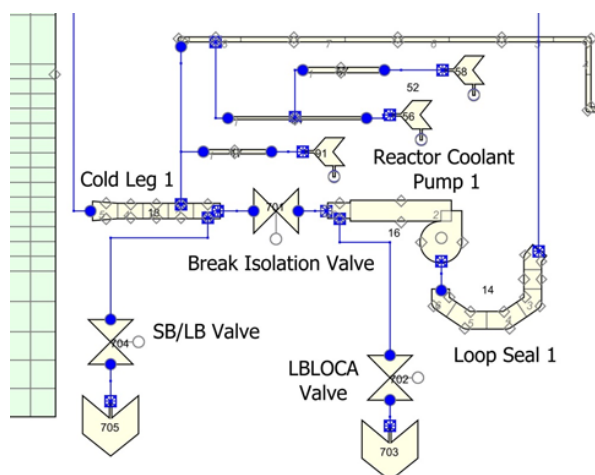 58
52
56
91
Reactor Coolant
Pump 1
Cold Leg 1
18
701
16
2
Break Isolation Valve
14
SB/LB Valve
704
LBLOCA
Valve
702
Loop Seal 1
705
703